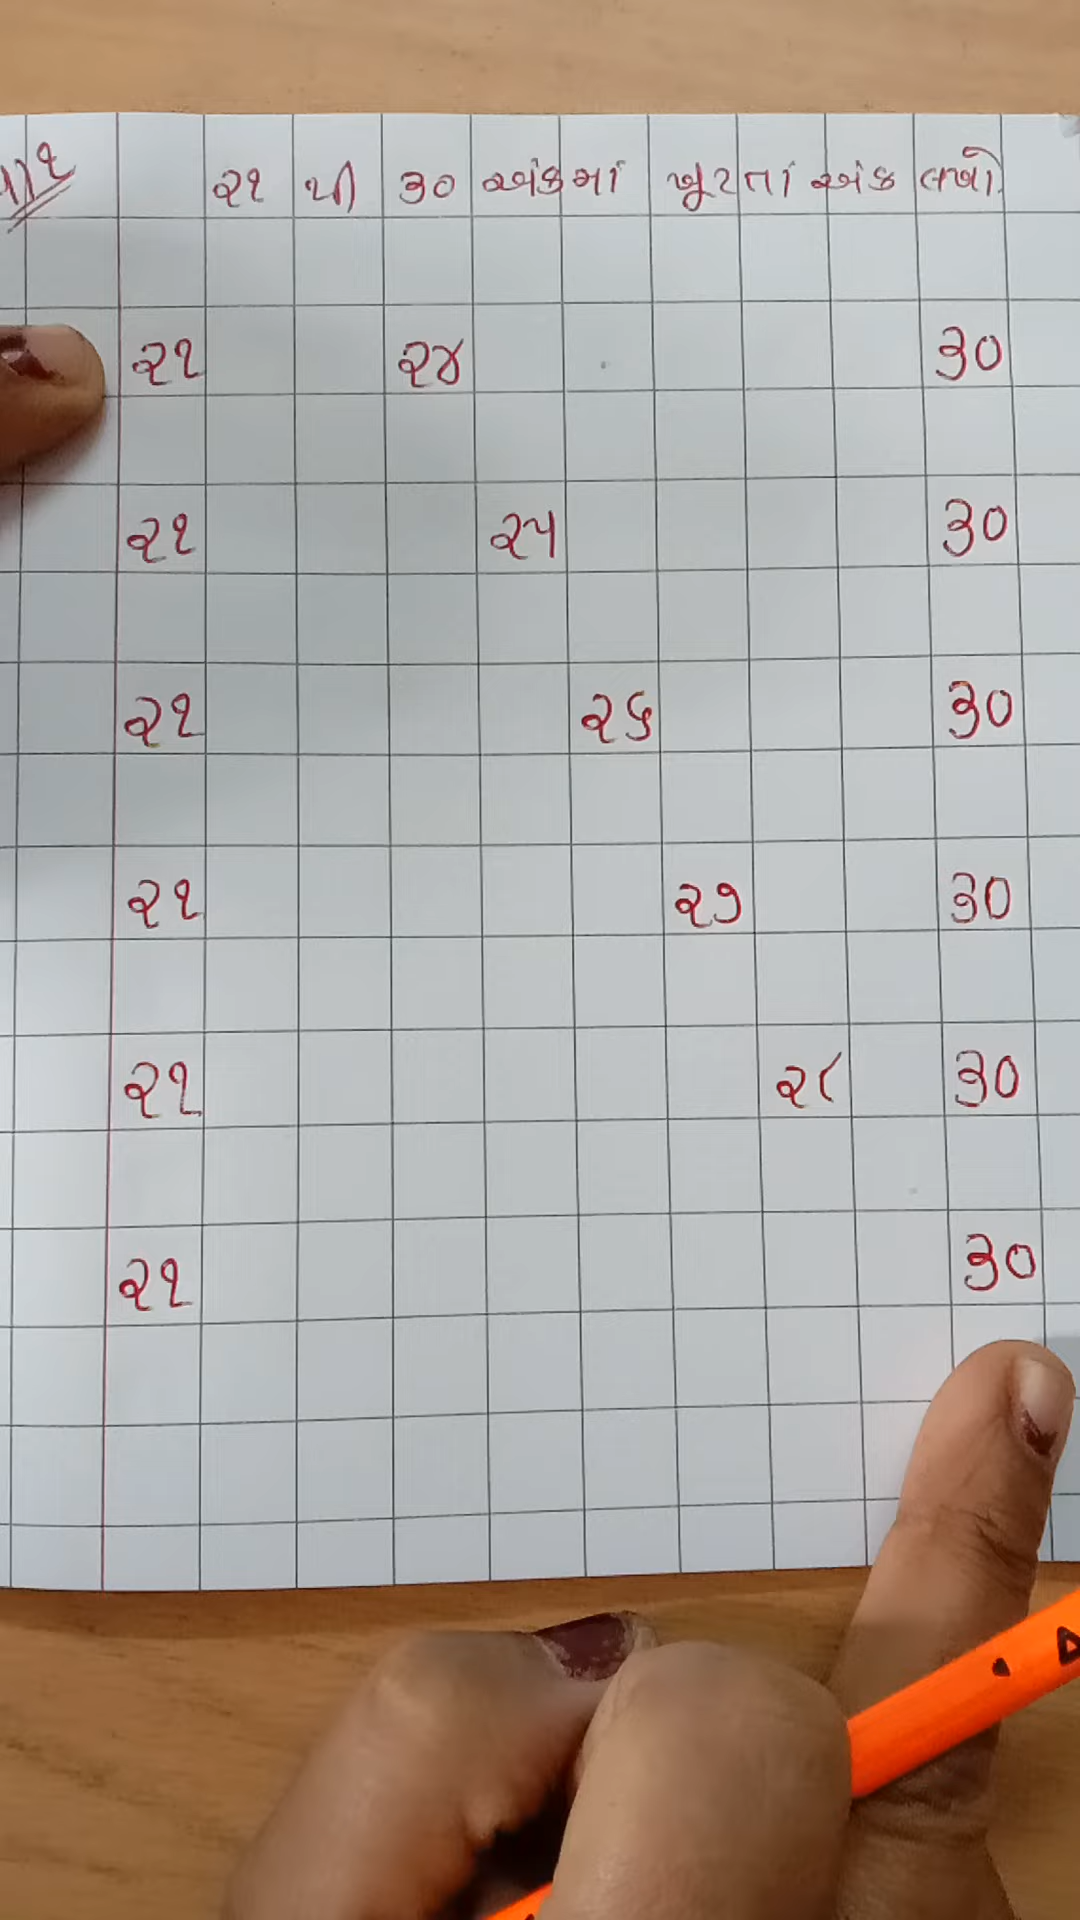 ૨૧ થી ૩૦ અંકમાં ખૂટતાં અંક લખો.
૨૧ ૨૪ ૩૦
૨૧ ૨૫ ૩૦
૨૧ ૨૬ ૩૦
૨૧ ૨૭ ૩૦
૨૧ ૨૮ ૩૦
૨૧ ૩૦